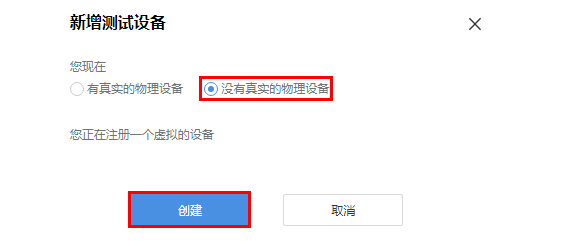 新增测试设备
您现在
有真实的物理设备 没有真实的物理设备
您正在注册一个虚拟的设备
创建 取消